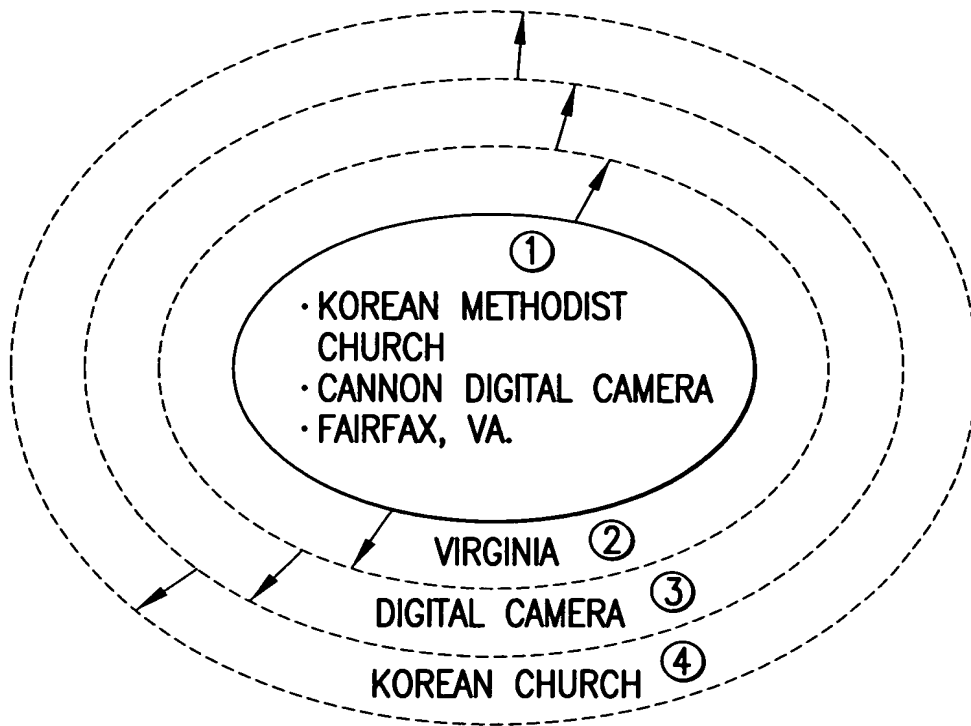 ①
· KOREAN METHODIST
CHURCH
· CANNON DIGITAL CAMERA
· FAIRFAX, VA.
VIRGINIA ②
DIGITAL CAMERA ③
KOREAN CHURCH ④